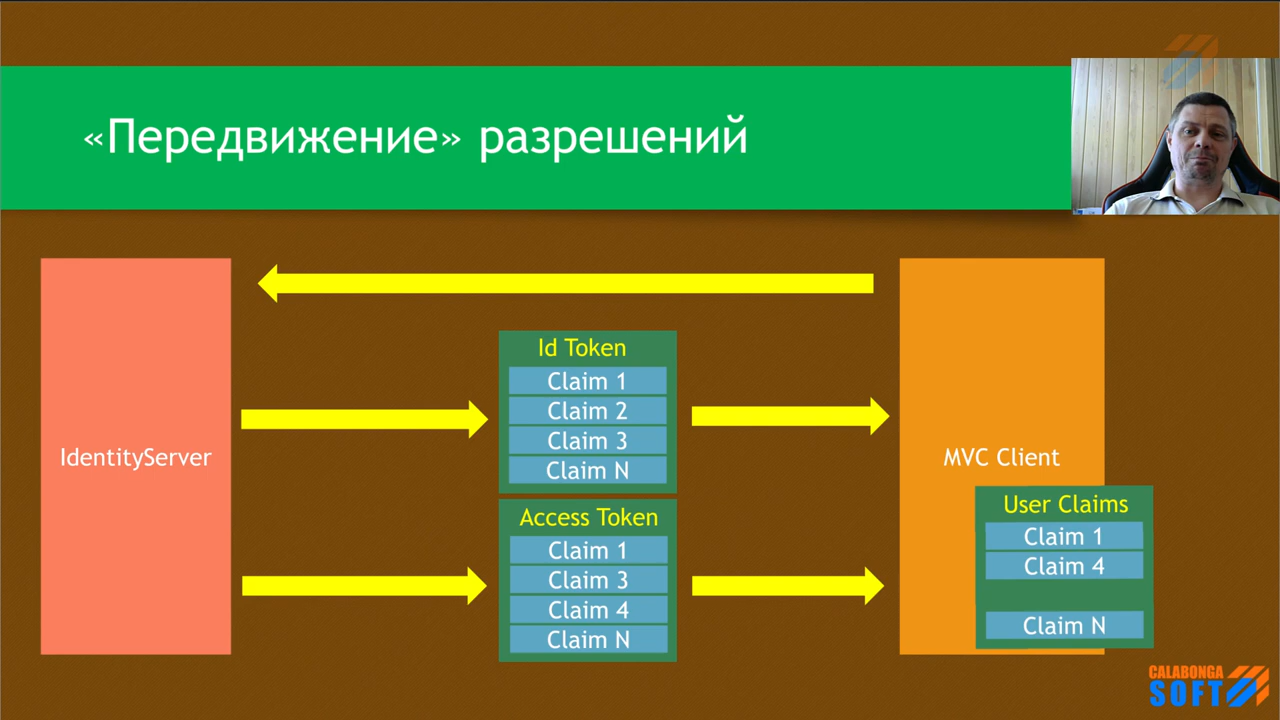 «Передвижение» разрешений
IdentityServer
Id Token
Claim 1
Claim 2
Claim 3
Claim N
Access Token
Claim 1
Claim 3
Claim 4
Claim N
MVC Client
User Claims
Claim 1
Claim 4
Claim N
CALABONGA
SOFT